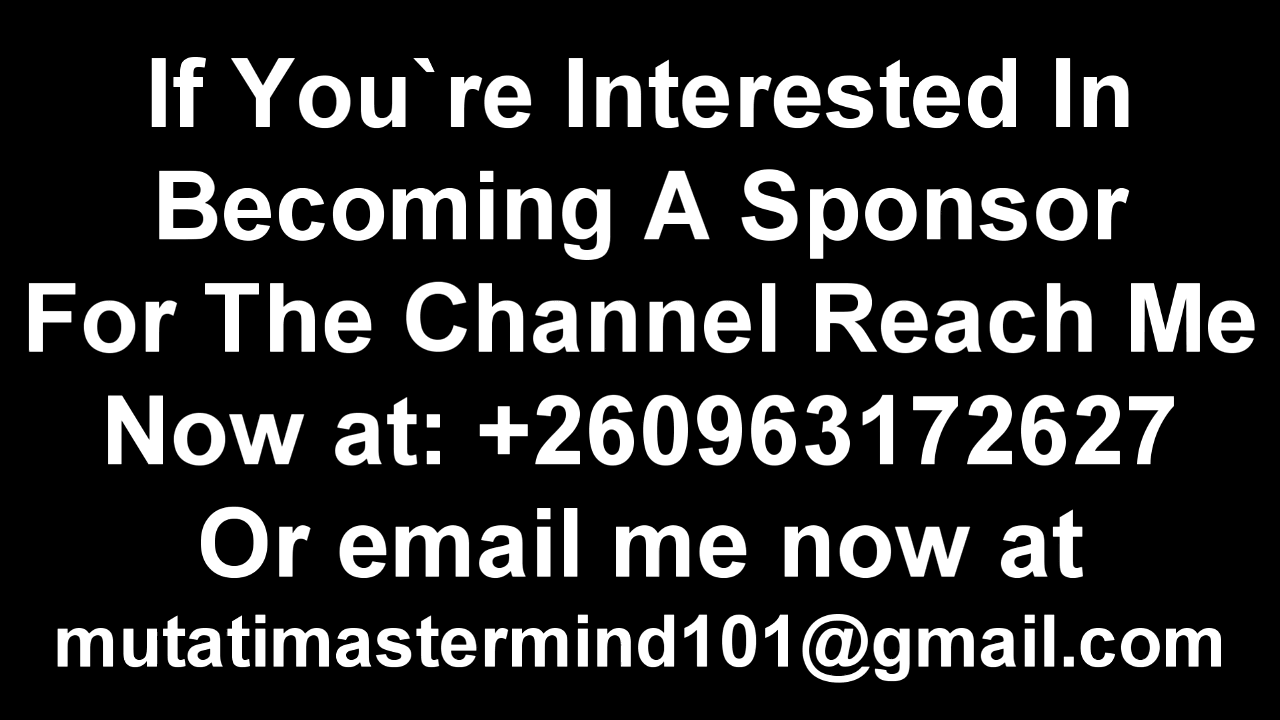 If You`re Interested In
Becoming A Sponsor
For The Channel Reach Me
Now at: +260963172627
Or email me now at
mutatimastermind101@gmail.com